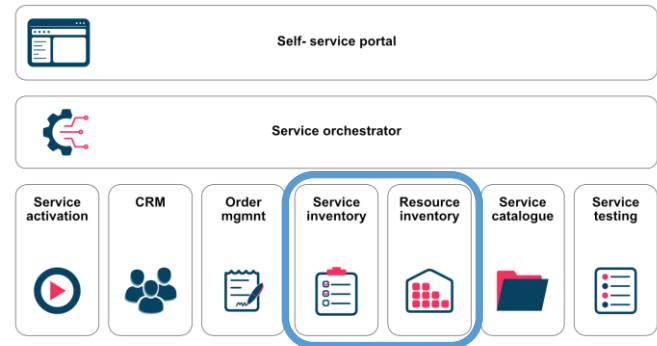 Self- service portal
Service orchestrator
Service
activation
CRM
Order
mgmnt
Service
inventory
Resource
inventory
Service
catalogue
Service
testing